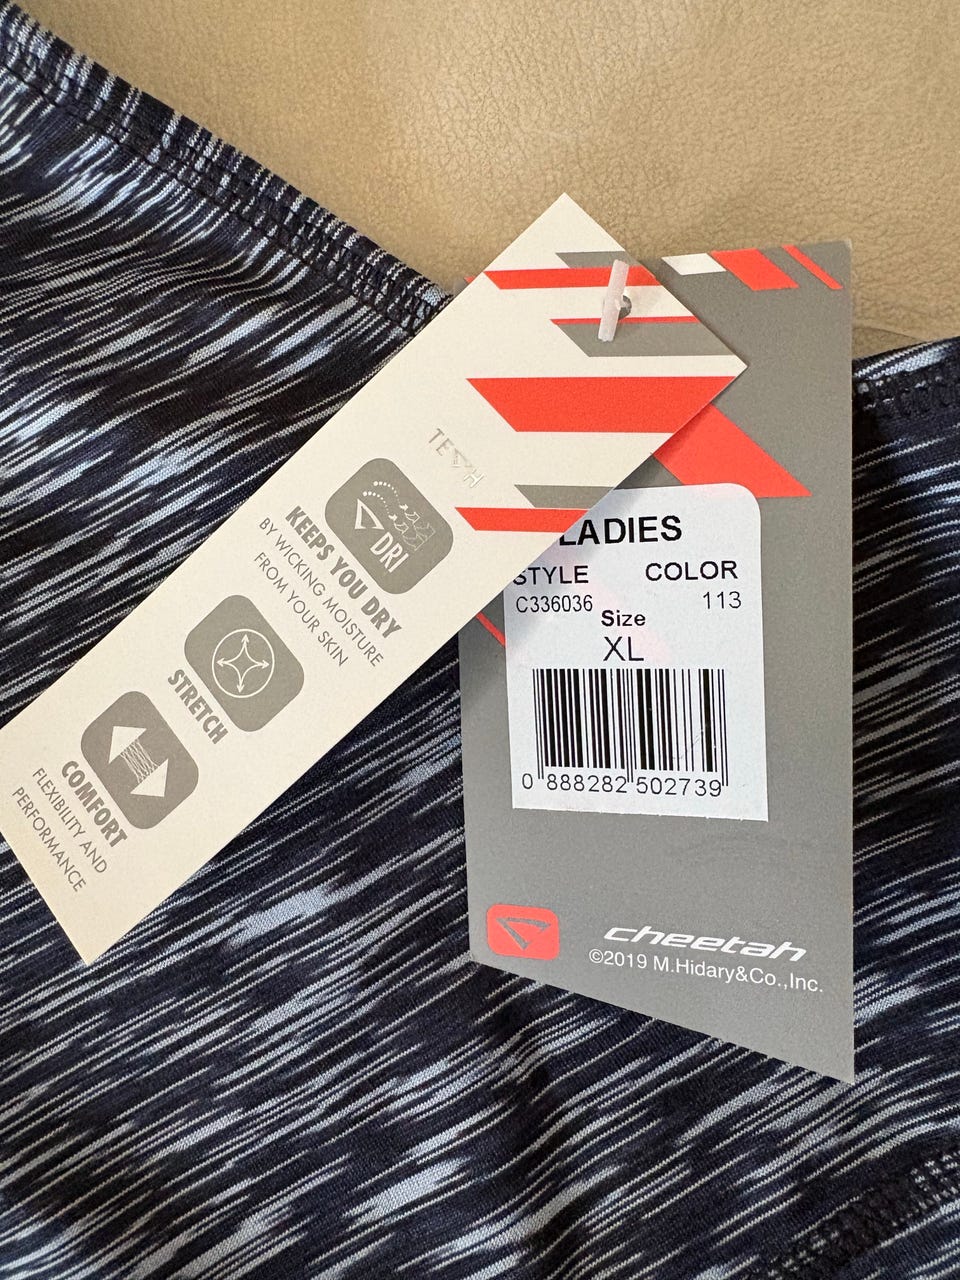 TECH
DRI
KEEPS YOU DRY
BY WICKING MOISTURE
FROM YOUR SKIN
STRETCH
COMFORT
FLEXIBILITY AND
PERFORMANCE
LADIES
STYLE COLOR
C336036 113
Size
XL
0 888282 502739
cheetah
©2019 M.Hidary&Co.,Inc.